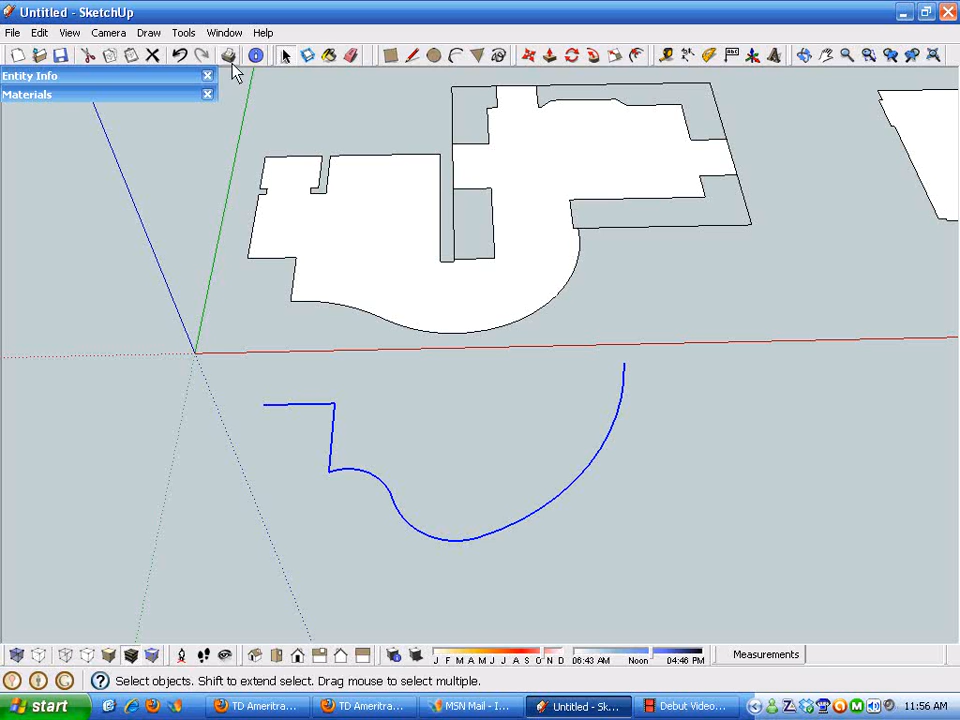 Untitled - SketchUp
File Edit View Camera Draw Tools Window Help
Entity Info
Materials
J F M A M J J A S O N D 06:43 AM Noon 04:46 PM Measurements
Select objects. Shift to extend select. Drag mouse to select multiple.
start TD Ameritra... TD Ameritra... MSN Mail - I... Untitled - Sk... Debut Video... 11:56 AM